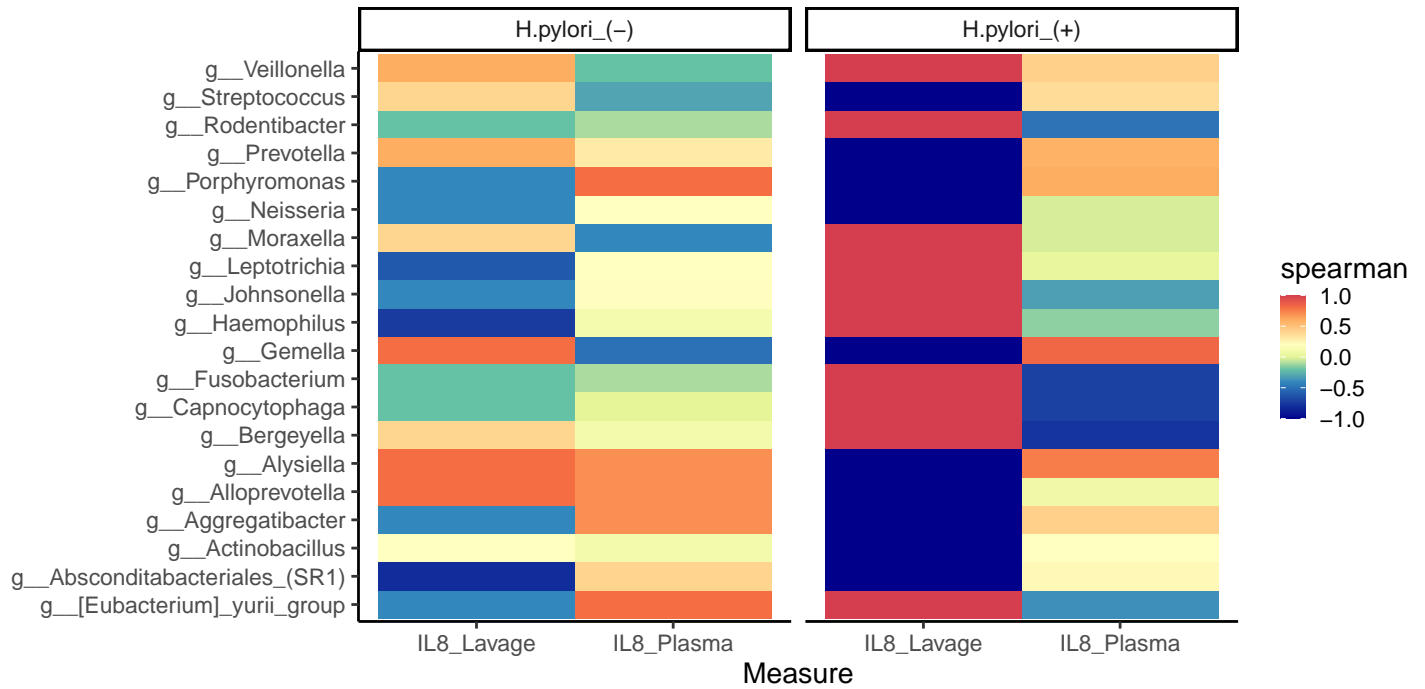 H.pylori_(−)
H.pylori_(+)
g__Veillonella
g__Streptococcus
g__Rodentibacter
g__Prevotella
g__Porphyromonas
g__Neisseria
g__Moraxella
g__Leptotrichia
g__Johnsonella
g__Haemophilus
g__Gemella
g__Fusobacterium
g__Capnocytophaga
g__Bergeyella
g__Alysiella
g__Alloprevotella
g__Aggregatibacter
g__Actinobacillus
g__Absconditabacteriales_(SR1)
g__[Eubacterium]_yurii_group
IL8_Lavage
IL8_Plasma
IL8_Lavage
IL8_Plasma
Measure
spearman
1.0
0.5
0.0
−0.5
−1.0